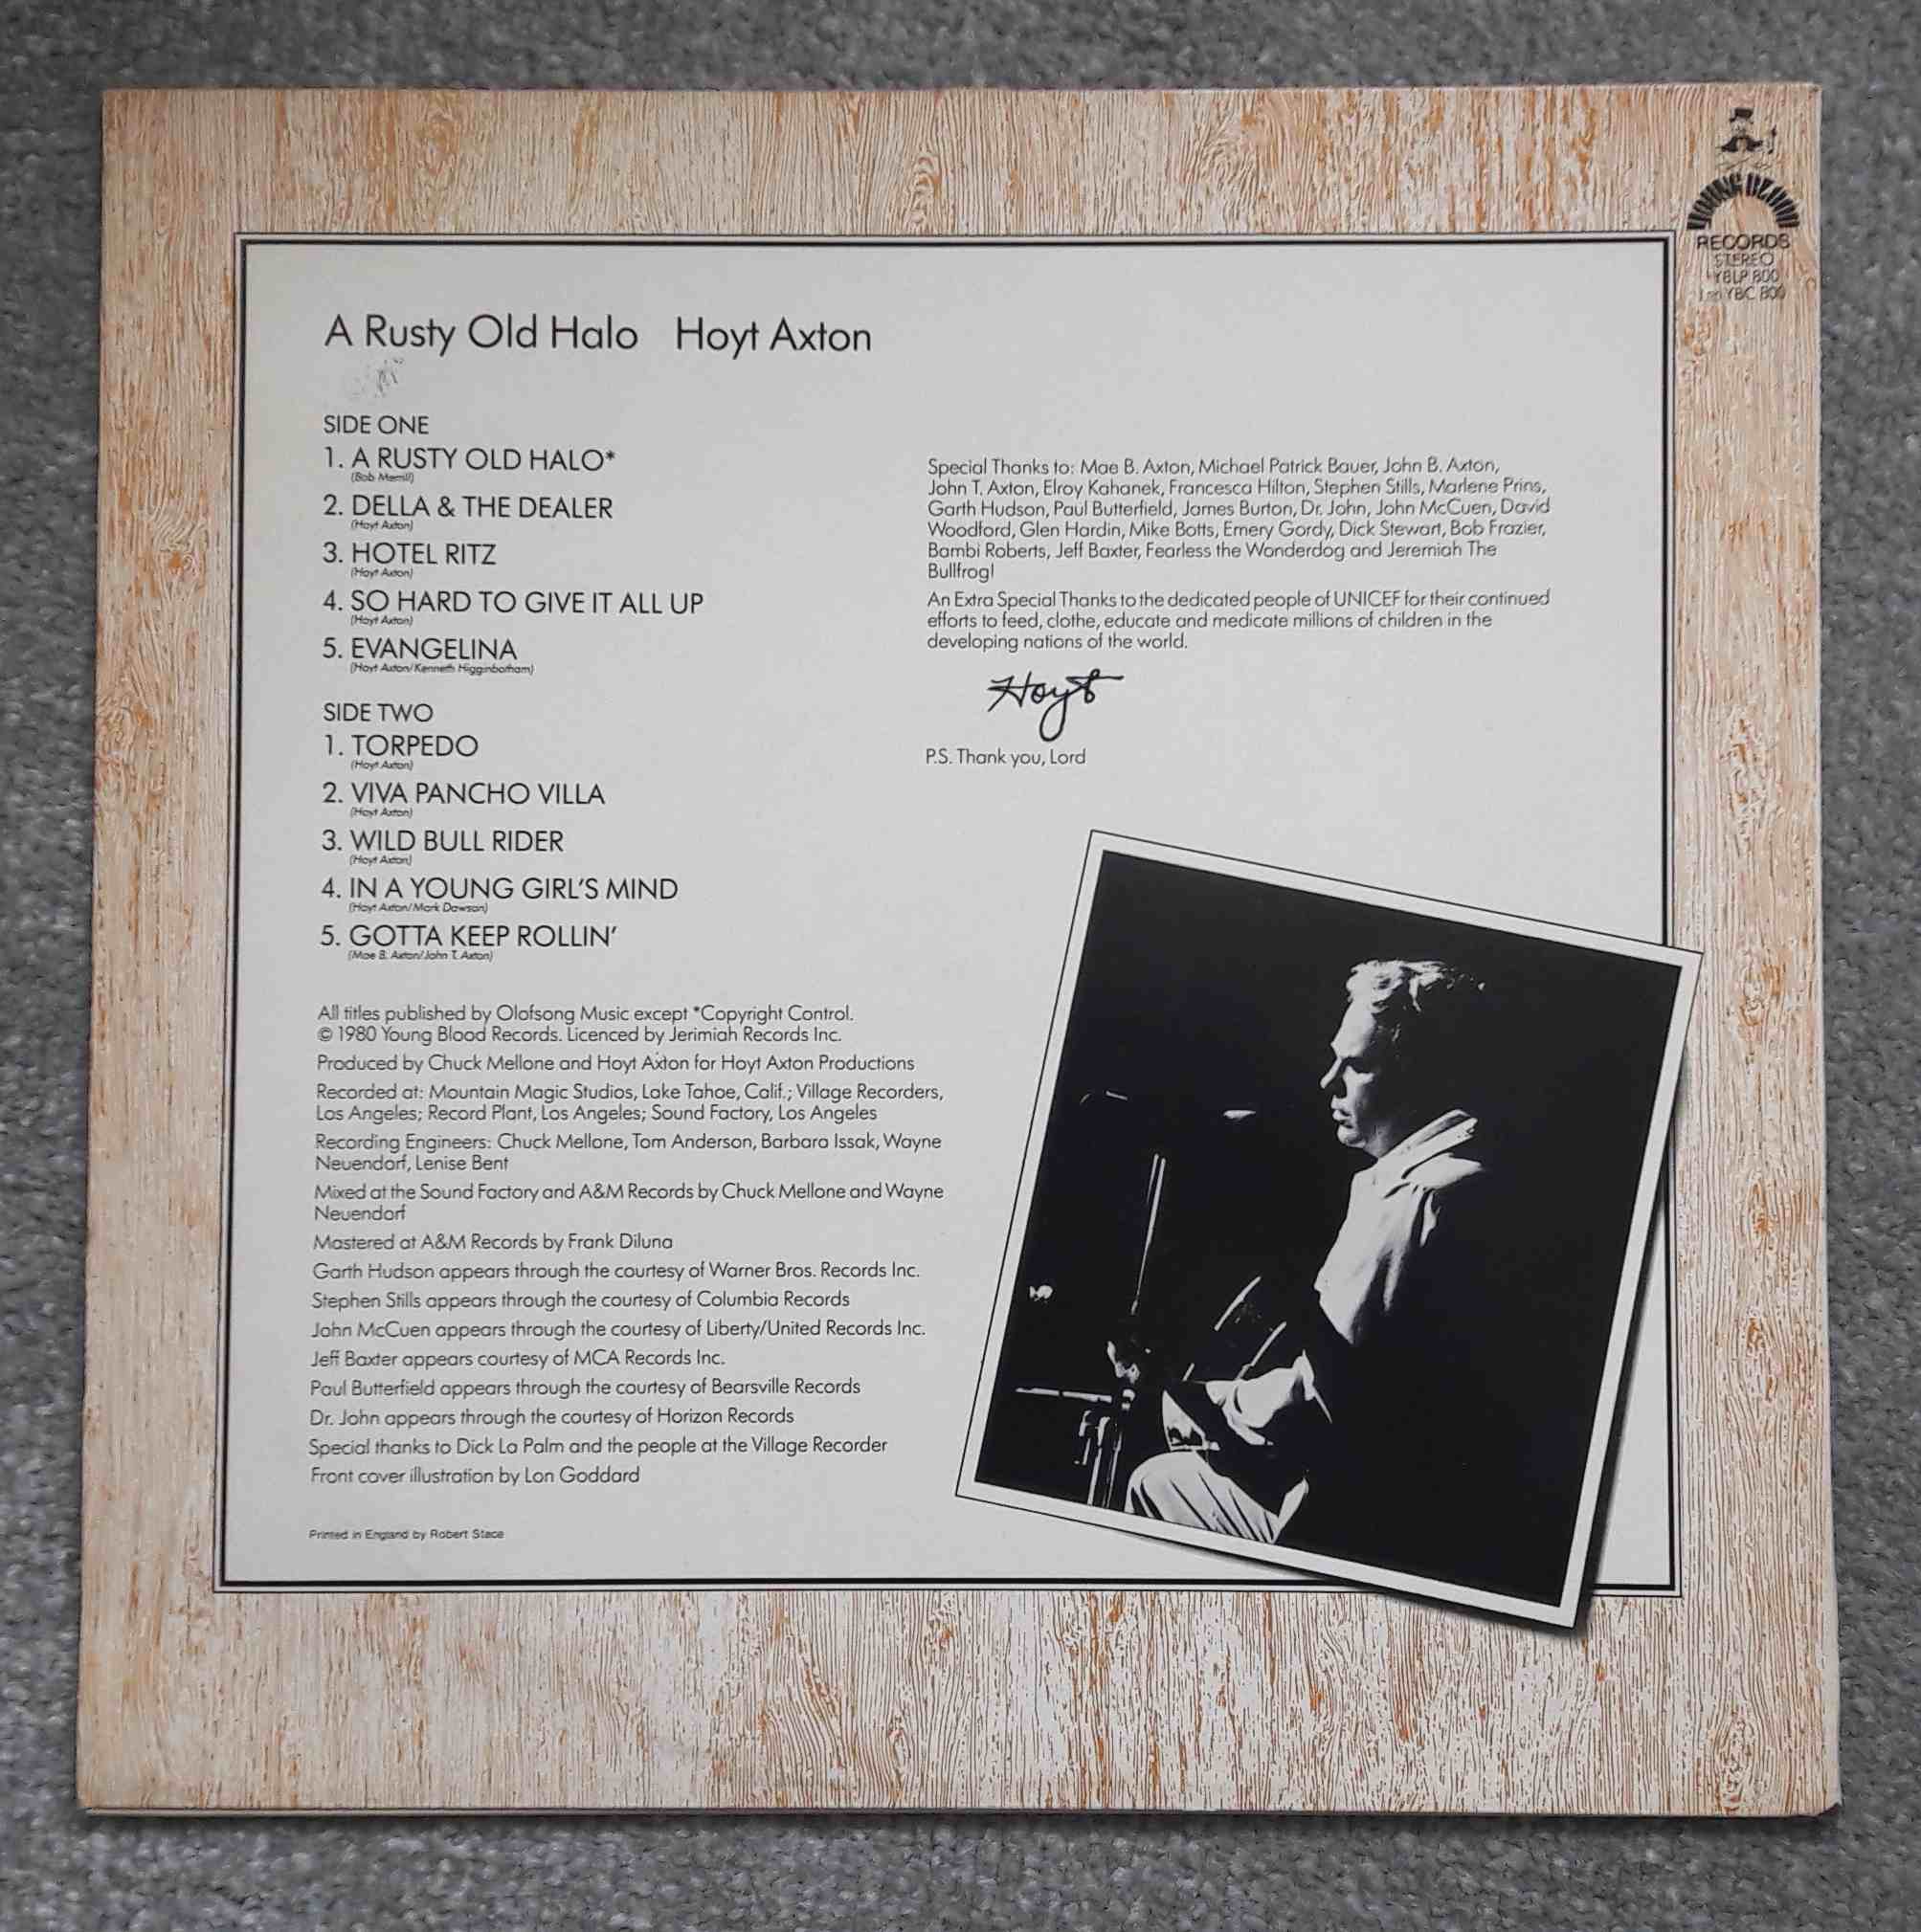 YOUNG BLOOD
RECORDS
STEREO
YBLP 800
YBC 800
A Rusty Old Halo Hoyt Axton
SIDE ONE
1. A RUSTY OLD HALO*
(Bob Merrill)
2. DELLA & THE DEALER
(Hoyt Axton)
3. HOTEL RITZ
(Hoyt Axton)
4. SO HARD TO GIVE IT ALL UP
(Hoyt Axton)
5. EVANGELINA
(Hoyt Axton/Kenneth Higginbotham)
SIDE TWO
1. TORPEDO
(Hoyt Axton)
2. VIVA PANCHO VILLA
(Hoyt Axton)
3. WILD BULL RIDER
(Hoyt Axton)
4. IN A YOUNG GIRL'S MIND
(Hoyt Axton/Mark Dawson)
5. GOTTA KEEP ROLLIN'
(Mae B. Axton/John T. Axton)
All titles published by Olofsong Music except *Copyright Control.
© 1980 Young Blood Records. Licenced by Jerimiah Records Inc.
Produced by Chuck Mellone and Hoyt Axton for Hoyt Axton Productions
Recorded at: Mountain Magic Studios, Lake Tahoe, Calif.; Village Recorders,
Los Angeles; Record Plant, Los Angeles; Sound Factory, Los Angeles
Recording Engineers: Chuck Mellone, Tom Anderson, Barbara Issak, Wayne
Neuendorf, Lenise Bent
Mixed at the Sound Factory and A&M Records by Chuck Mellone and Wayne
Neuendorf
Mastered at A&M Records by Frank Diluna
Garth Hudson appears through the courtesy of Warner Bros. Records Inc.
Stephen Stills appears through the courtesy of Columbia Records
John McCuen appears through the courtesy of Liberty/United Records Inc.
Jeff Baxter appears courtesy of MCA Records Inc.
Paul Butterfield appears through the courtesy of Bearsville Records
Dr. John appears through the courtesy of Horizon Records
Special thanks to Dick La Palm and the people at the Village Recorder
Front cover illustration by Lon Goddard
Printed in England by Robert Stace
Special Thanks to: Mae B. Axton, Michael Patrick Bauer, John B. Axton,
John T. Axton, Elroy Kahanek, Francesca Hilton, Stephen Stills, Marlene Prins,
Garth Hudson, Paul Butterfield, James Burton, Dr. John, John McCuen, David
Woodford, Glen Hardin, Mike Botts, Emery Gordy, Dick Stewart, Bob Frazier,
Bambi Roberts, Jeff Baxter, Fearless the Wonderdog and Jeremiah The
Bullfrog!
An Extra Special Thanks to the dedicated people of UNICEF for their continued
efforts to feed, clothe, educate and medicate millions of children in the
developing nations of the world.
Hoyt
P.S. Thank you, Lord